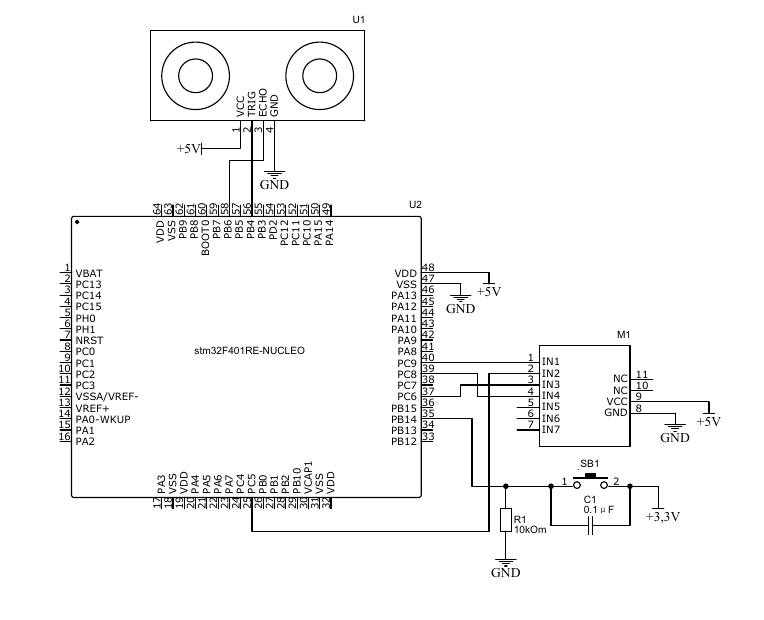 U1
VCC
TRIG
ECHO
GND
1
2
3
4
+5V
GND
U2
64
63
62
61
60
59
58
57
56
55
54
53
52
51
50
49
VDD
VSS
PB9
PB8
BOOT0
PB7
PB6
PB5
PB4
PB3
PD2
PC12
PC11
PC10
PA15
PA14
1 VBAT
2 PC13
3 PC14
4 PC15
5 PH0
6 PH1
7 NRST
8 PC0
9 PC1
10 PC2
11 PC3
12 VSSA/VREF-
13 VREF+
14 PA0-WKUP
15 PA1
16 PA2
stm32F401RE-NUCLEO
VDD 48
VSS 47
PA13 46
PA12 45
PA11 44
PA10 43
PA9 42
PA8 41
PC9 40
PC8 39
PC7 38
PC6 37
PB15 36
PB14 35
PB13 34
PB12 33
+5V
GND
M1
1 IN1
2 IN2
3 IN3
4 IN4
5 IN5
6 IN6
7 IN7
NC 11
NC 10
VCC 9
GND 8
+5V
GND
PA3
VSS
VDD
PA4
PA5
PA6
PA7
PC4
PC5
PB0
PB1
PB2
PB10
VCAP1
VSS
VDD
17
18
19
20
21
22
23
24
25
26
27
28
29
30
31
32
SB1
1 2
C1
0.1 μF
+3,3V
R1
10kOm
GND